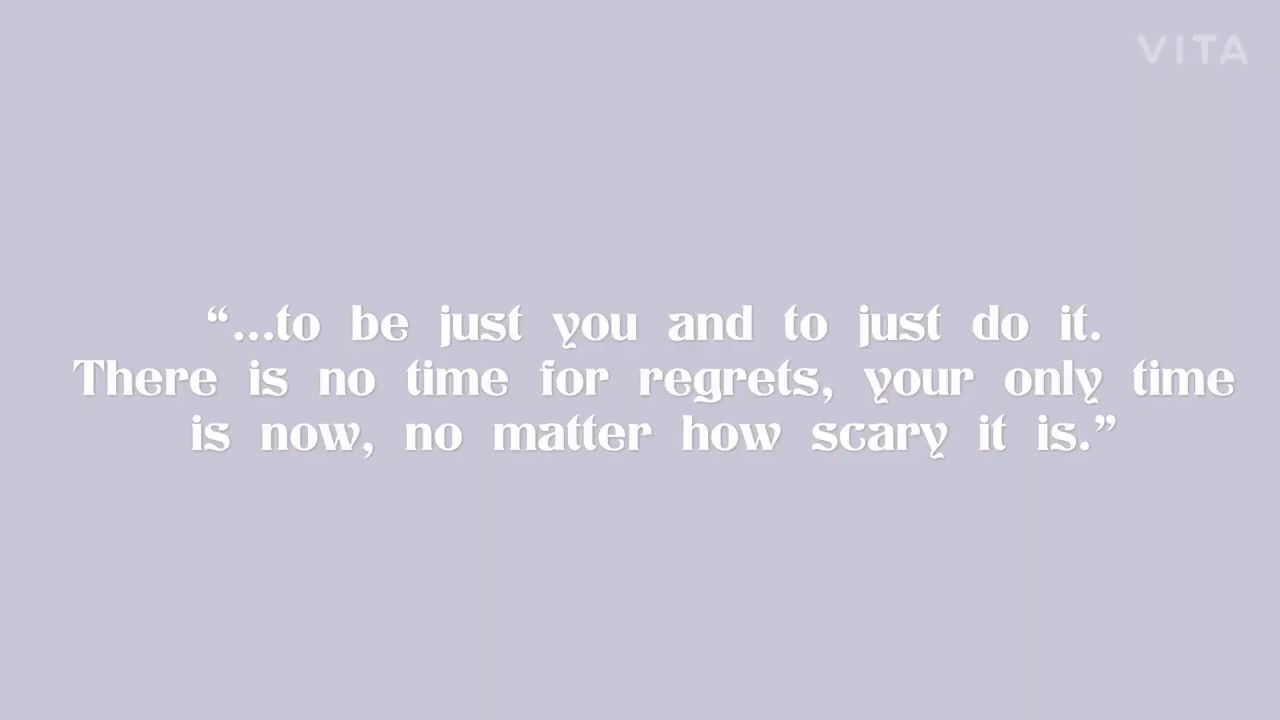 VITA
“...to be just you and to just do it.
There is no time for regrets, your only time
is now, no matter how scary it is.”